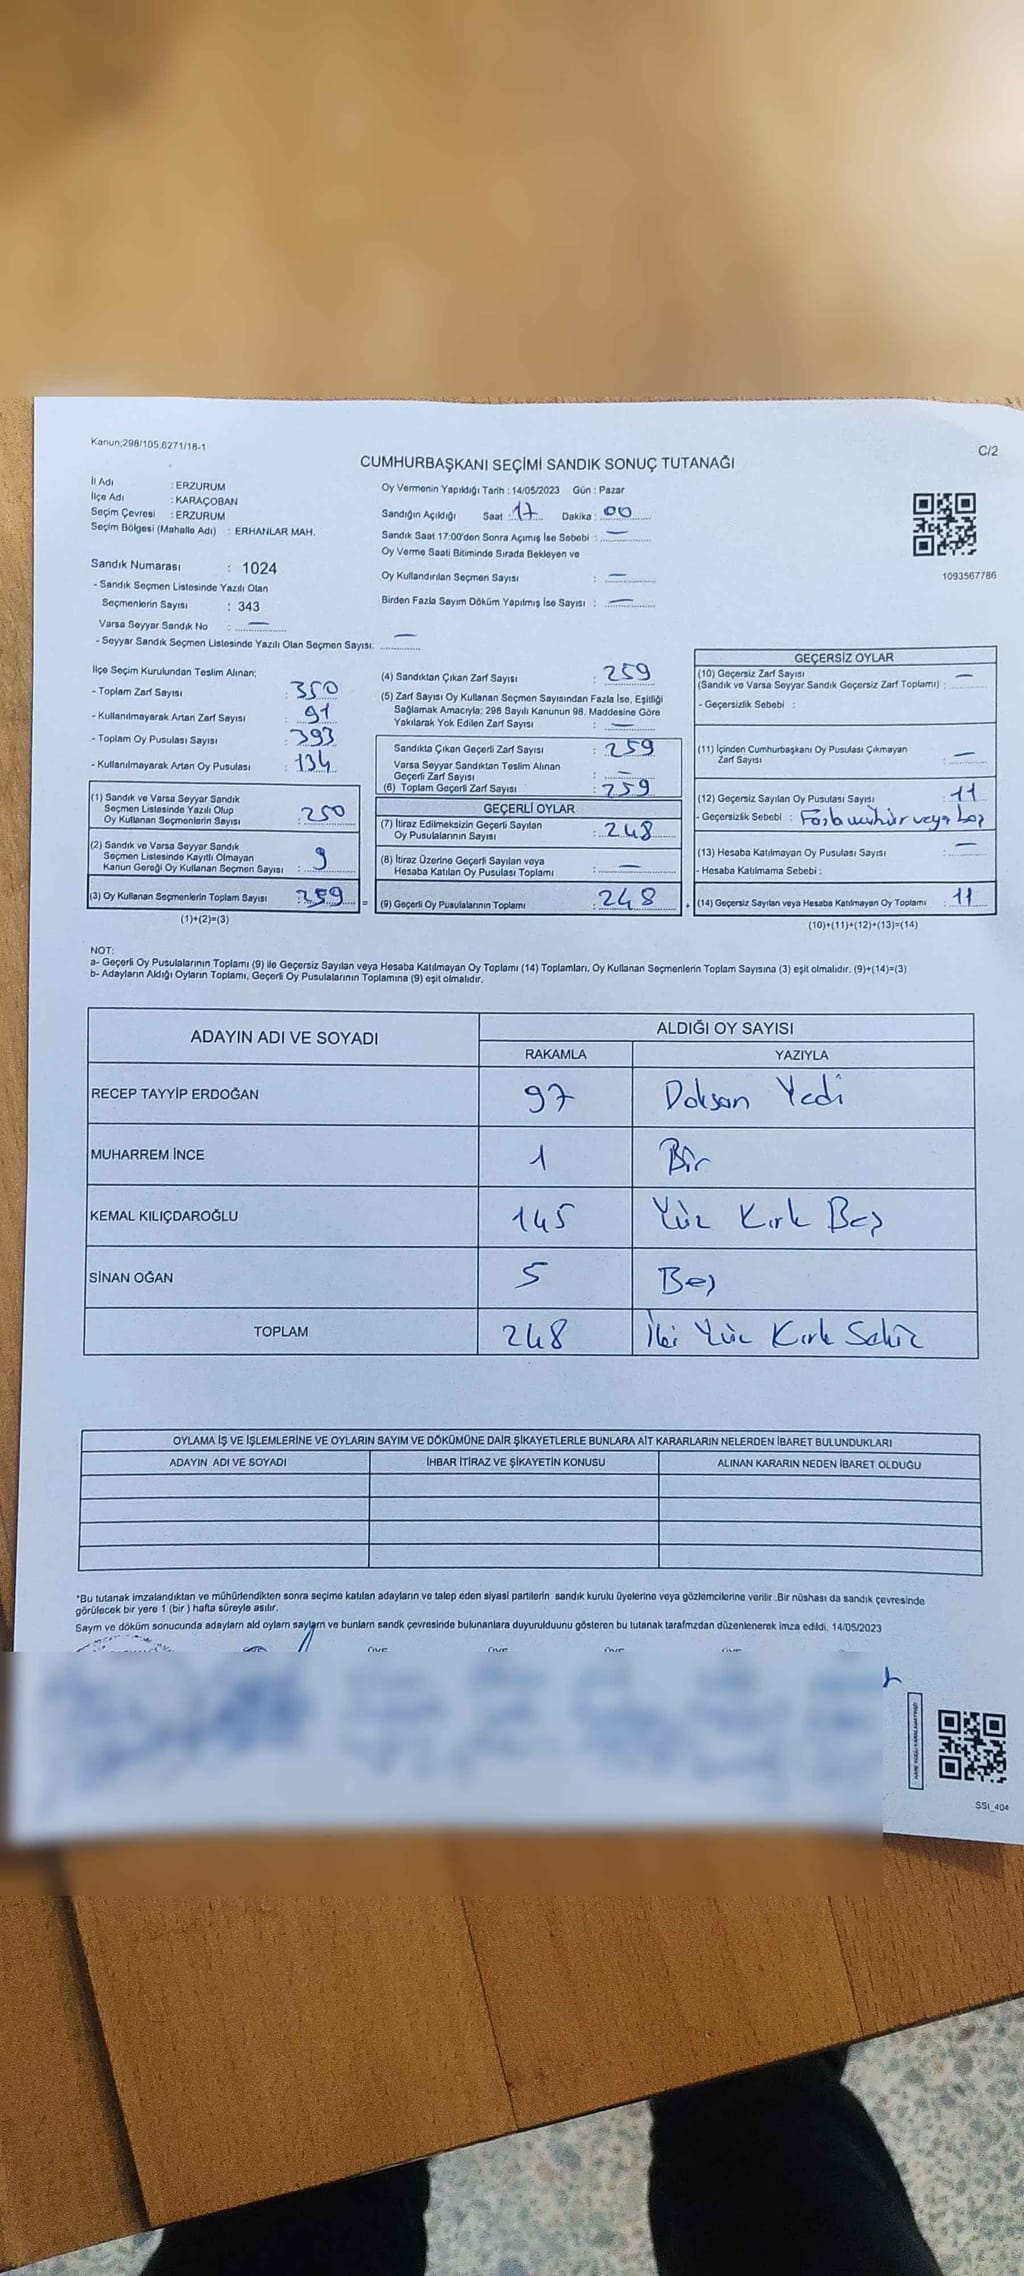 Kanun;298/105;6271/18-1
C/2
CUMHURBAŞKANI SEÇİMİ SANDIK SONUÇ TUTANAĞI
İl Adı : ERZURUM
İlçe Adı : KARAÇOBAN
Seçim Çevresi : ERZURUM
Seçim Bölgesi (Mahalle Adı) : ERHANLAR MAH.
Sandık Numarası : 1024
- Sandık Seçmen Listesinde Yazılı Olan
Seçmenlerin Sayısı : 343
Varsa Seyyar Sandık No : —
- Seyyar Sandık Seçmen Listesinde Yazılı Olan Seçmen Sayısı: —
Oy Vermenin Yapıldığı Tarih : 14/05/2023 Gün : Pazar
Sandığın Açıldığı Saat : 17 Dakika : 00
Sandık Saat 17:00'den Sonra Açımış İse Sebebi : —
Oy Verme Saati Bitiminde Sırada Bekleyen ve
Oy Kullandırılan Seçmen Sayısı : —
Birden Fazla Sayım Döküm Yapılmış İse Sayısı : —
1093567786
İlçe Seçim Kurulundan Teslim Alınan;
- Toplam Zarf Sayısı : 350
- Kullanılmayarak Artan Zarf Sayısı : 91
- Toplam Oy Pusulası Sayısı : 393
- Kullanılmayarak Artan Oy Pusulası : 134
(1) Sandık ve Varsa Seyyar Sandık
Seçmen Listesinde Yazılı Olup
Oy Kullanan Seçmenlerin Sayısı : 250
(2) Sandık ve Varsa Seyyar Sandık
Seçmen Listesinde Kayıtlı Olmayan
Kanun Gereği Oy Kullanan Seçmen Sayısı : 9
(3) Oy Kullanan Seçmenlerin Toplam Sayısı : 259 =
(1)+(2)=(3)
(4) Sandıktan Çıkan Zarf Sayısı : 259
(5) Zarf Sayısı Oy Kullanan Seçmen Sayısından Fazla İse, Eşitliği
Sağlamak Amacıyla; 298 Sayılı Kanunun 98. Maddesine Göre
Yakılarak Yok Edilen Zarf Sayısı : —
Sandıkta Çıkan Geçerli Zarf Sayısı : 259
Varsa Seyyar Sandıktan Teslim Alınan
Geçerli Zarf Sayısı : —
(6) Toplam Geçerli Zarf Sayısı : 259
GEÇERLİ OYLAR
(7) İtiraz Edilmeksizin Geçerli Sayılan
Oy Pusulalarının Sayısı : 248
(8) İtiraz Üzerine Geçerli Sayılan veya
Hesaba Katılan Oy Pusulası Toplamı : —
(9) Geçerli Oy Pusulalarının Toplamı : 248 +
GEÇERSİZ OYLAR
(10) Geçersiz Zarf Sayısı
(Sandık ve Varsa Seyyar Sandık Geçersiz Zarf Toplamı) : —
- Geçersizlik Sebebi :
(11) İçinden Cumhurbaşkanı Oy Pusulası Çıkmayan
Zarf Sayısı : —
(12) Geçersiz Sayılan Oy Pusulası Sayısı : 11
- Geçersizlik Sebebi : Fazla mühür veya boş
(13) Hesaba Katılmayan Oy Pusulası Sayısı : —
- Hesaba Katılmama Sebebi :
(14) Geçersiz Sayılan veya Hesaba Katılmayan Oy Toplamı : 11
(10)+(11)+(12)+(13)=(14)
NOT:
a- Geçerli Oy Pusulalarının Toplamı (9) ile Geçersiz Sayılan veya Hesaba Katılmayan Oy Toplamı (14) Toplamları, Oy Kullanan Seçmenlerin Toplam Sayısına (3) eşit olmalıdır. (9)+(14)=(3)
b- Adayların Aldığı Oyların Toplamı, Geçerli Oy Pusulalarının Toplamına (9) eşit olmalıdır.
ADAYIN ADI VE SOYADI ALDIĞI OY SAYISI
RAKAMLA YAZIYLA
RECEP TAYYİP ERDOĞAN 97 Doksan Yedi
MUHARREM İNCE 1 Bir
KEMAL KILIÇDAROĞLU 145 Yüz Kırk Beş
SİNAN OĞAN 5 Beş
TOPLAM 248 İki Yüz Kırk Sekiz
OYLAMA İŞ VE İŞLEMLERİNE VE OYLARIN SAYIM VE DÖKÜMÜNE DAİR ŞİKAYETLERLE BUNLARA AİT KARARLARIN NELERDEN İBARET BULUNDUKLARI
ADAYIN ADI VE SOYADI İHBAR İTİRAZ VE ŞİKAYETİN KONUSU ALINAN KARARIN NEDEN İBARET OLDUĞU
*Bu tutanak imzalandıktan ve mühürlendikten sonra seçime katılan adayların ve talep eden siyasi partilerin sandık kurulu üyelerine veya gözlemcilerine verilir .Bir nüshası da sandık çevresinde
görülecek bir yere 1 (bir ) hafta süreyle asılır.
Saym ve döküm sonucunda adaylarn ald oylarn saylarn ve bunlarn sandk çevresinde bulunanlara duyurulduunu gösteren bu tutanak tarafmzdan düzenlenerek imza edildi. 14/05/2023
SSI_404